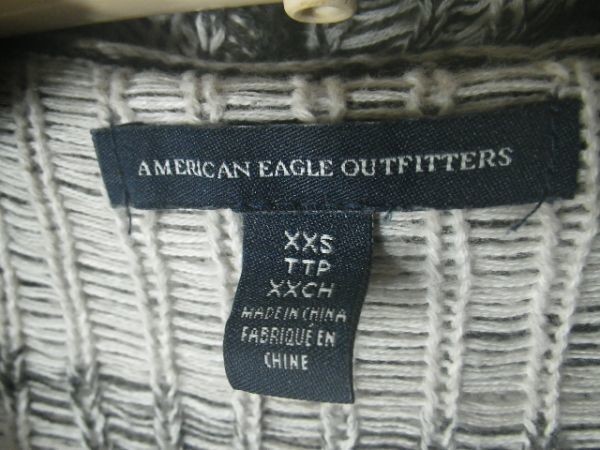 AMERICAN EAGLE OUTFITTERS
XXS
TTP
XXCH
MADE IN CHINA
FABRIQUÉ EN
CHINE